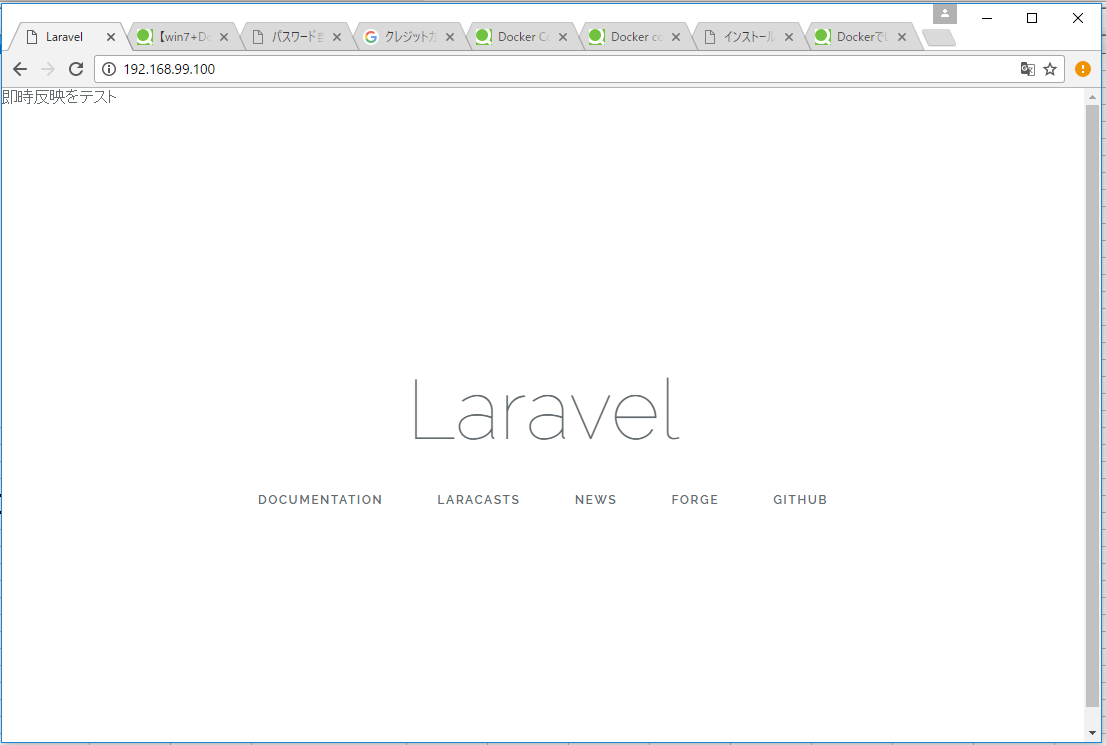 Laravel 【win7+Do パスワード クレジットカ Docker Co Docker co インストール Dockerで
192.168.99.100
即時反映をテスト
Laravel
DOCUMENTATION LARACASTS NEWS FORGE GITHUB